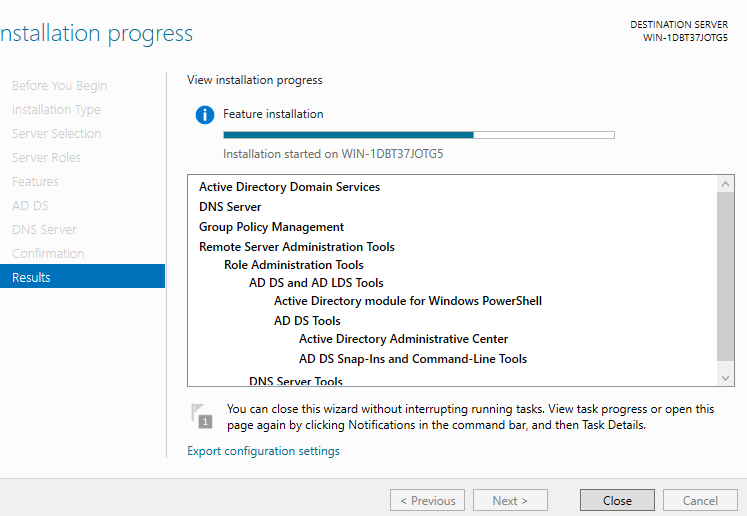 nstallation progress
DESTINATION SERVER
WIN-1DBT37JOTG5
Before You Begin
Installation Type
Server Selection
Server Roles
Features
AD DS
DNS Server
Confirmation
Results
View installation progress
Feature installation
Installation started on WIN-1DBT37JOTG5
Active Directory Domain Services
DNS Server
Group Policy Management
Remote Server Administration Tools
Role Administration Tools
AD DS and AD LDS Tools
Active Directory module for Windows PowerShell
AD DS Tools
Active Directory Administrative Center
AD DS Snap-Ins and Command-Line Tools
DNS Server Tools
1
You can close this wizard without interrupting running tasks. View task progress or open this
page again by clicking Notifications in the command bar, and then Task Details.
Export configuration settings
< Previous
Next >
Close
Cancel